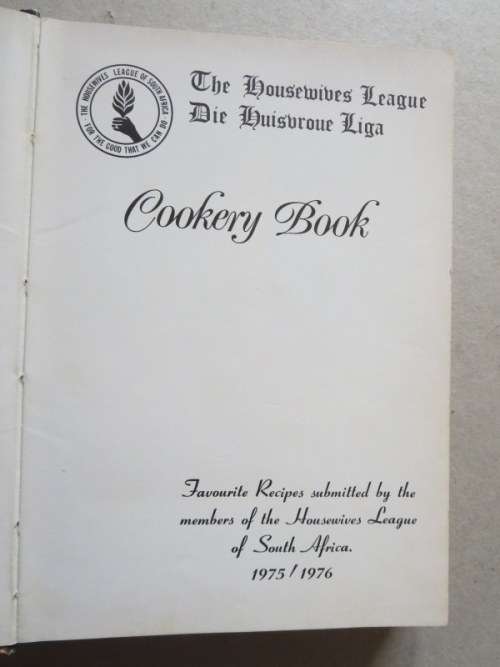 THE HOUSEWIVES LEAGUE OF SOUTH AFRICA
· FOR THE GOOD THAT WE CAN DO ·
The Housewives League
Die Huisvroue Liga
Cookery Book
Favourite Recipes submitted by the
members of the Housewives League
of South Africa.
1975/1976